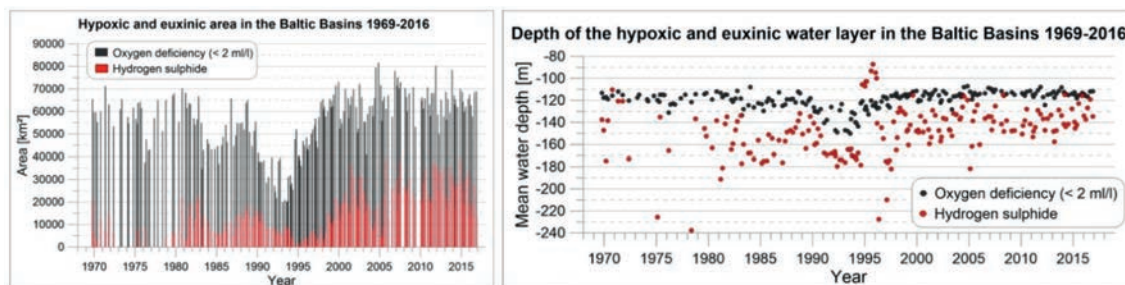 Hypoxic and euxinic area in the Baltic Basins 1969-2016
90000
80000
70000
60000
50000
40000
30000
20000
10000
0
Area [km²]
Oxygen deficiency (< 2 ml/l)
Hydrogen sulphide
1970 1975 1980 1985 1990 1995 2000 2005 2010 2015
Year
Depth of the hypoxic and euxinic water layer in the Baltic Basins 1969-2016
-80
-100
-120
-140
-160
-180
-200
-220
-240
Mean water depth [m]
Oxygen deficiency (< 2 ml/l)
Hydrogen sulphide
1970 1975 1980 1985 1990 1995 2000 2005 2010 2015
Year